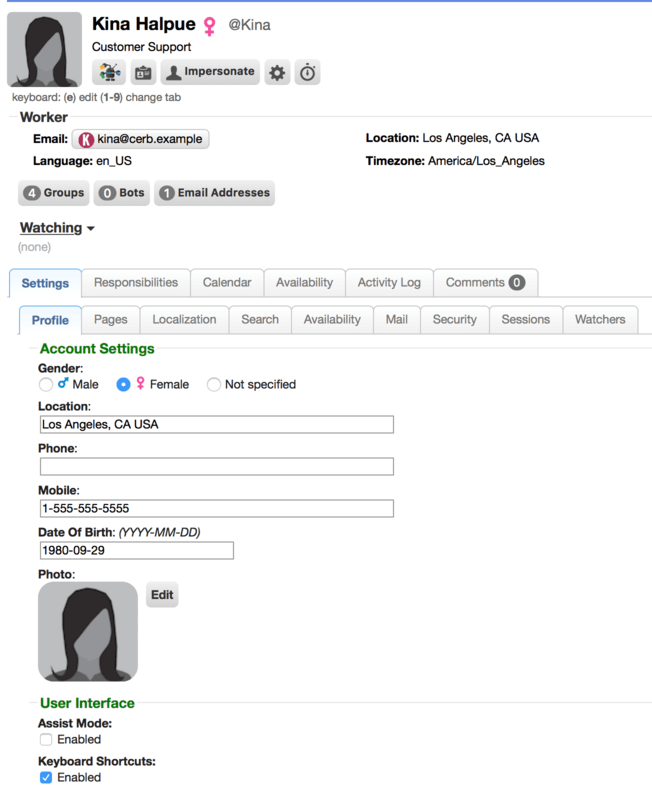 Kina Halpue @Kina
Customer Support
Impersonate
keyboard: (e) edit (1-9) change tab
Worker
Email: K kina@cerb.example Location: Los Angeles, CA USA
Language: en_US Timezone: America/Los_Angeles
4 Groups 0 Bots 1 Email Addresses
Watching
(none)
Settings Responsibilities Calendar Availability Activity Log Comments 0
Profile Pages Localization Search Availability Mail Security Sessions Watchers
Account Settings
Gender:
Male Female Not specified
Location:
Los Angeles, CA USA
Phone:
Mobile:
1-555-555-5555
Date Of Birth: (YYYY-MM-DD)
1980-09-29
Photo:
Edit
User Interface
Assist Mode:
Enabled
Keyboard Shortcuts:
Enabled